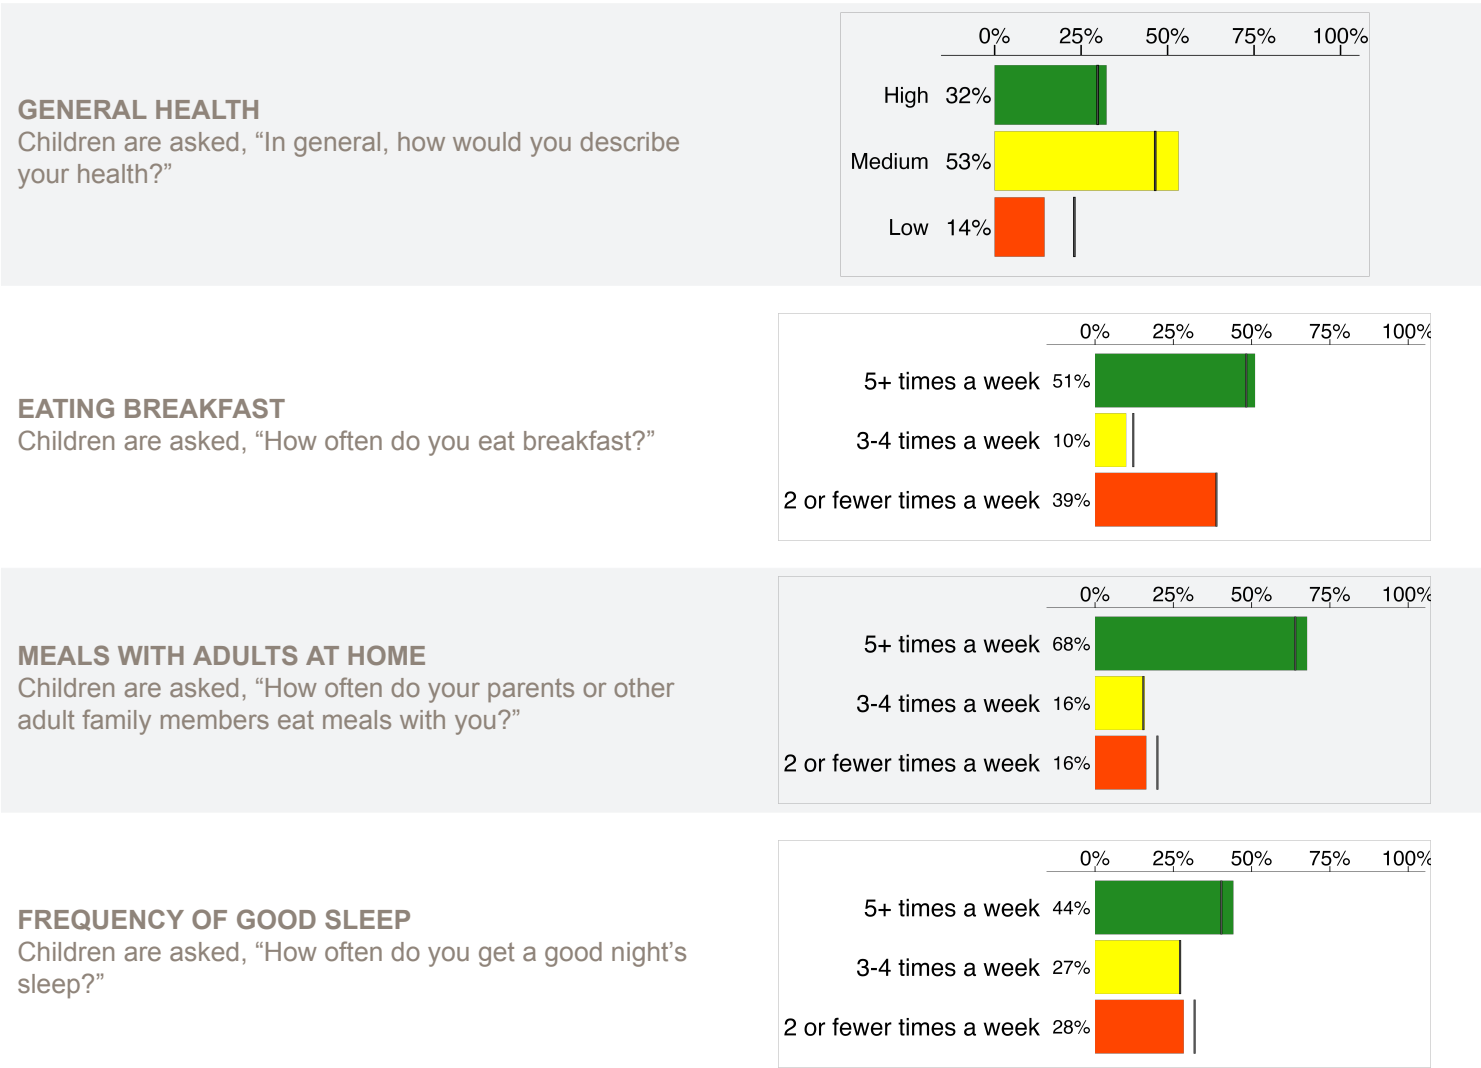 GENERAL HEALTH
Children are asked, “In general, how would you describe
your health?”
0% 25% 50% 75% 100%
High 32%
Medium 53%
Low 14%
EATING BREAKFAST
Children are asked, “How often do you eat breakfast?”
0% 25% 50% 75% 100%
5+ times a week 51%
3-4 times a week 10%
2 or fewer times a week 39%
MEALS WITH ADULTS AT HOME
Children are asked, “How often do your parents or other
adult family members eat meals with you?”
0% 25% 50% 75% 100%
5+ times a week 68%
3-4 times a week 16%
2 or fewer times a week 16%
FREQUENCY OF GOOD SLEEP
Children are asked, “How often do you get a good night’s
sleep?”
0% 25% 50% 75% 100%
5+ times a week 44%
3-4 times a week 27%
2 or fewer times a week 28%